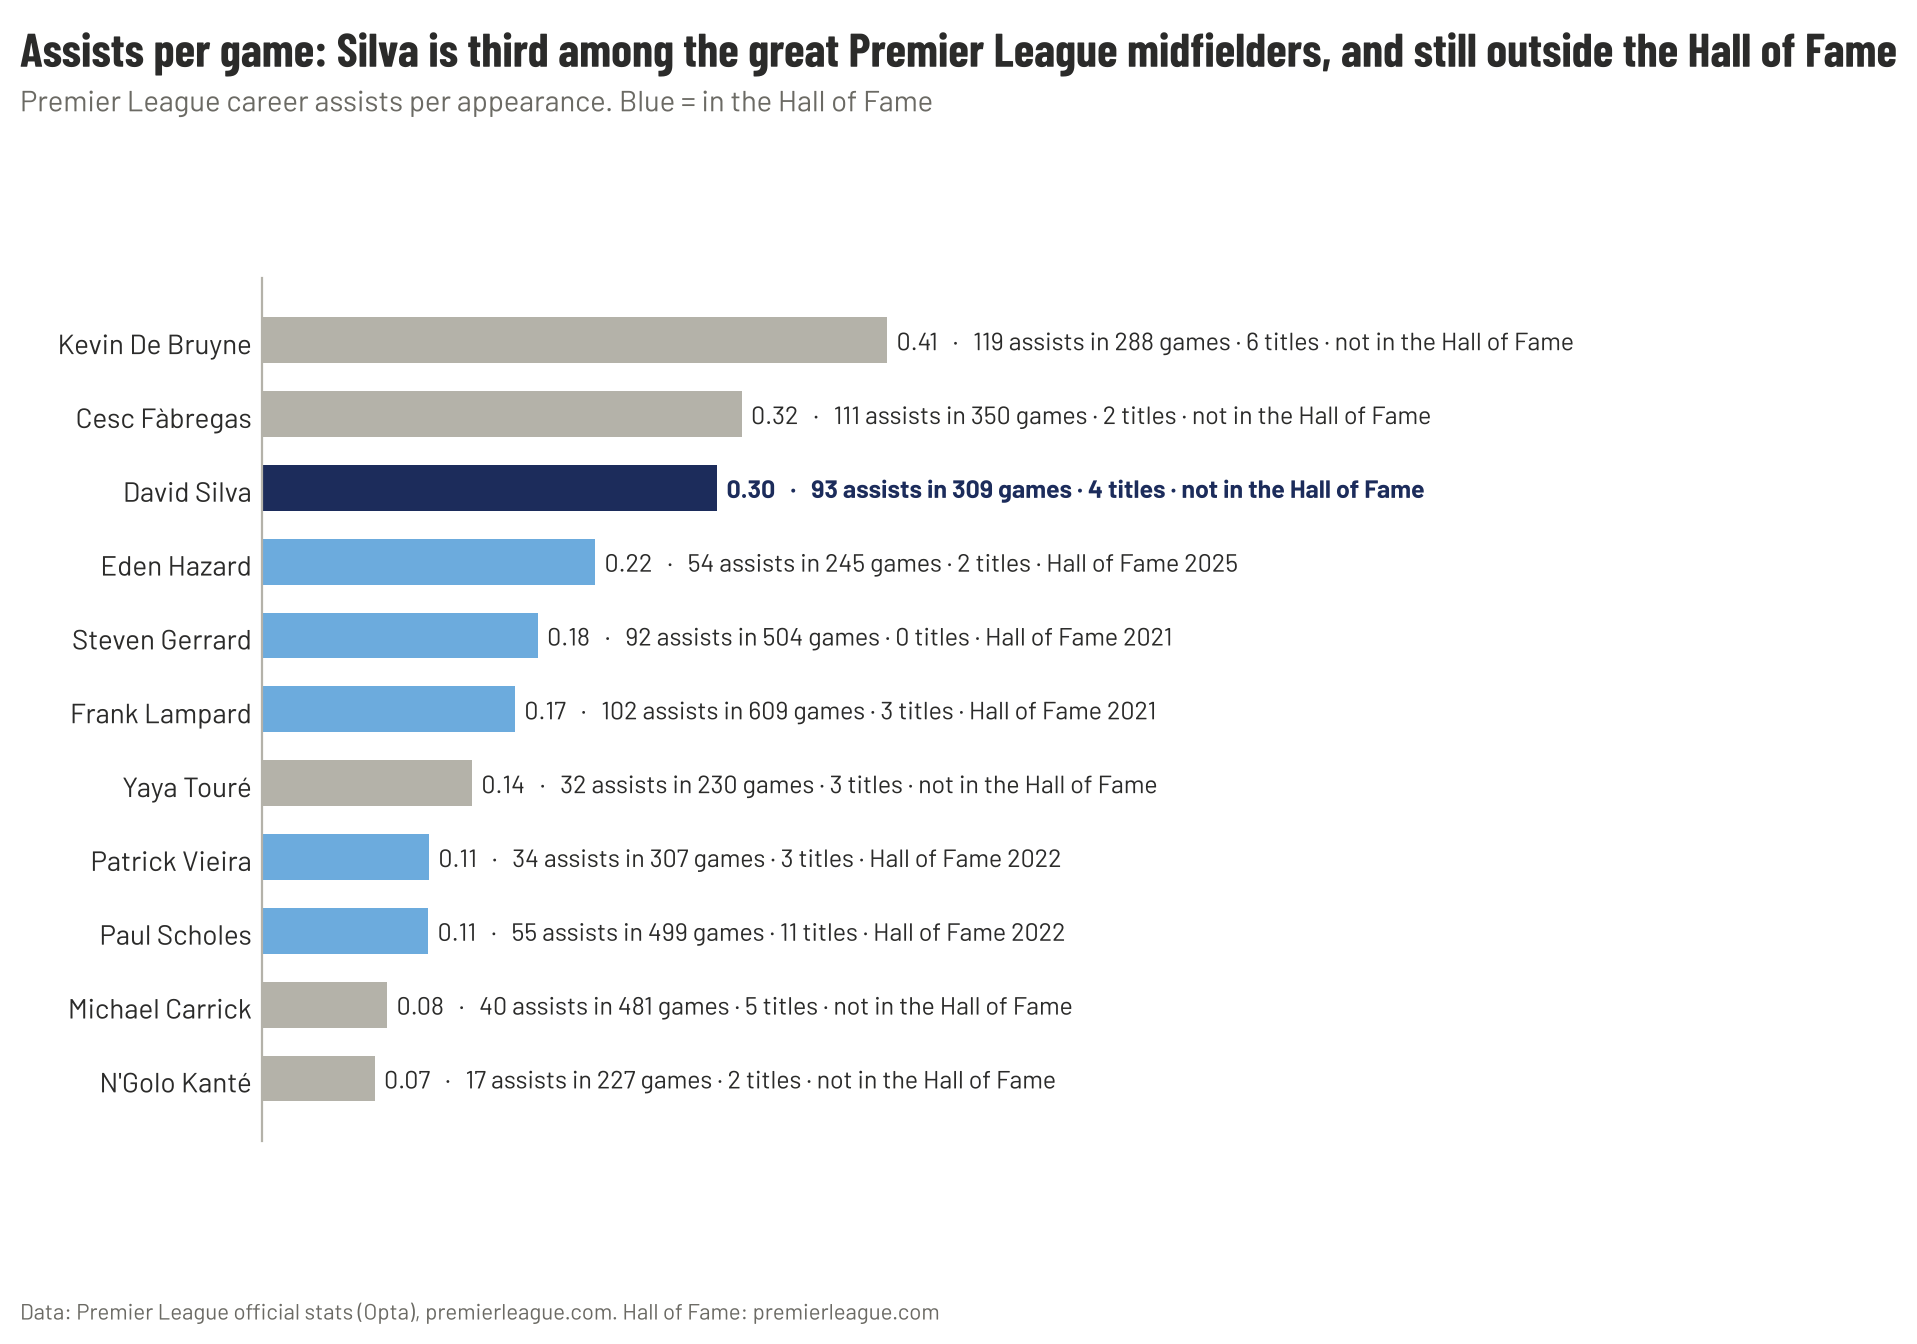 Assists per game: Silva is third among the great Premier League midfielders, and still outside the Hall of Fame
Premier League career assists per appearance. Blue = in the Hall of Fame
Kevin De Bruyne 0.41 · 119 assists in 288 games · 6 titles · not in the Hall of Fame
Cesc Fàbregas 0.32 · 111 assists in 350 games · 2 titles · not in the Hall of Fame
David Silva 0.30 · 93 assists in 309 games · 4 titles · not in the Hall of Fame
Eden Hazard 0.22 · 54 assists in 245 games · 2 titles · Hall of Fame 2025
Steven Gerrard 0.18 · 92 assists in 504 games · 0 titles · Hall of Fame 2021
Frank Lampard 0.17 · 102 assists in 609 games · 3 titles · Hall of Fame 2021
Yaya Touré 0.14 · 32 assists in 230 games · 3 titles · not in the Hall of Fame
Patrick Vieira 0.11 · 34 assists in 307 games · 3 titles · Hall of Fame 2022
Paul Scholes 0.11 · 55 assists in 499 games · 11 titles · Hall of Fame 2022
Michael Carrick 0.08 · 40 assists in 481 games · 5 titles · not in the Hall of Fame
N'Golo Kanté 0.07 · 17 assists in 227 games · 2 titles · not in the Hall of Fame
Data: Premier League official stats (Opta), premierleague.com. Hall of Fame: premierleague.com